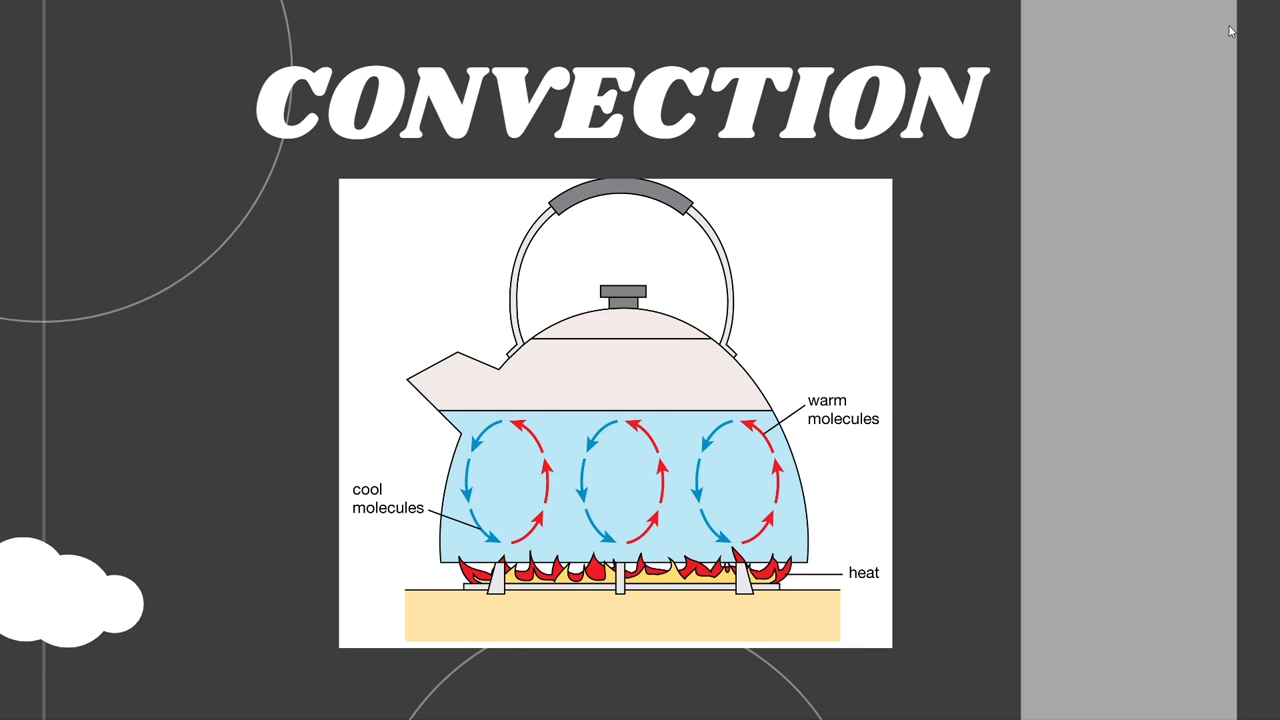 CONVECTION
warm
molecules
cool
molecules
heat